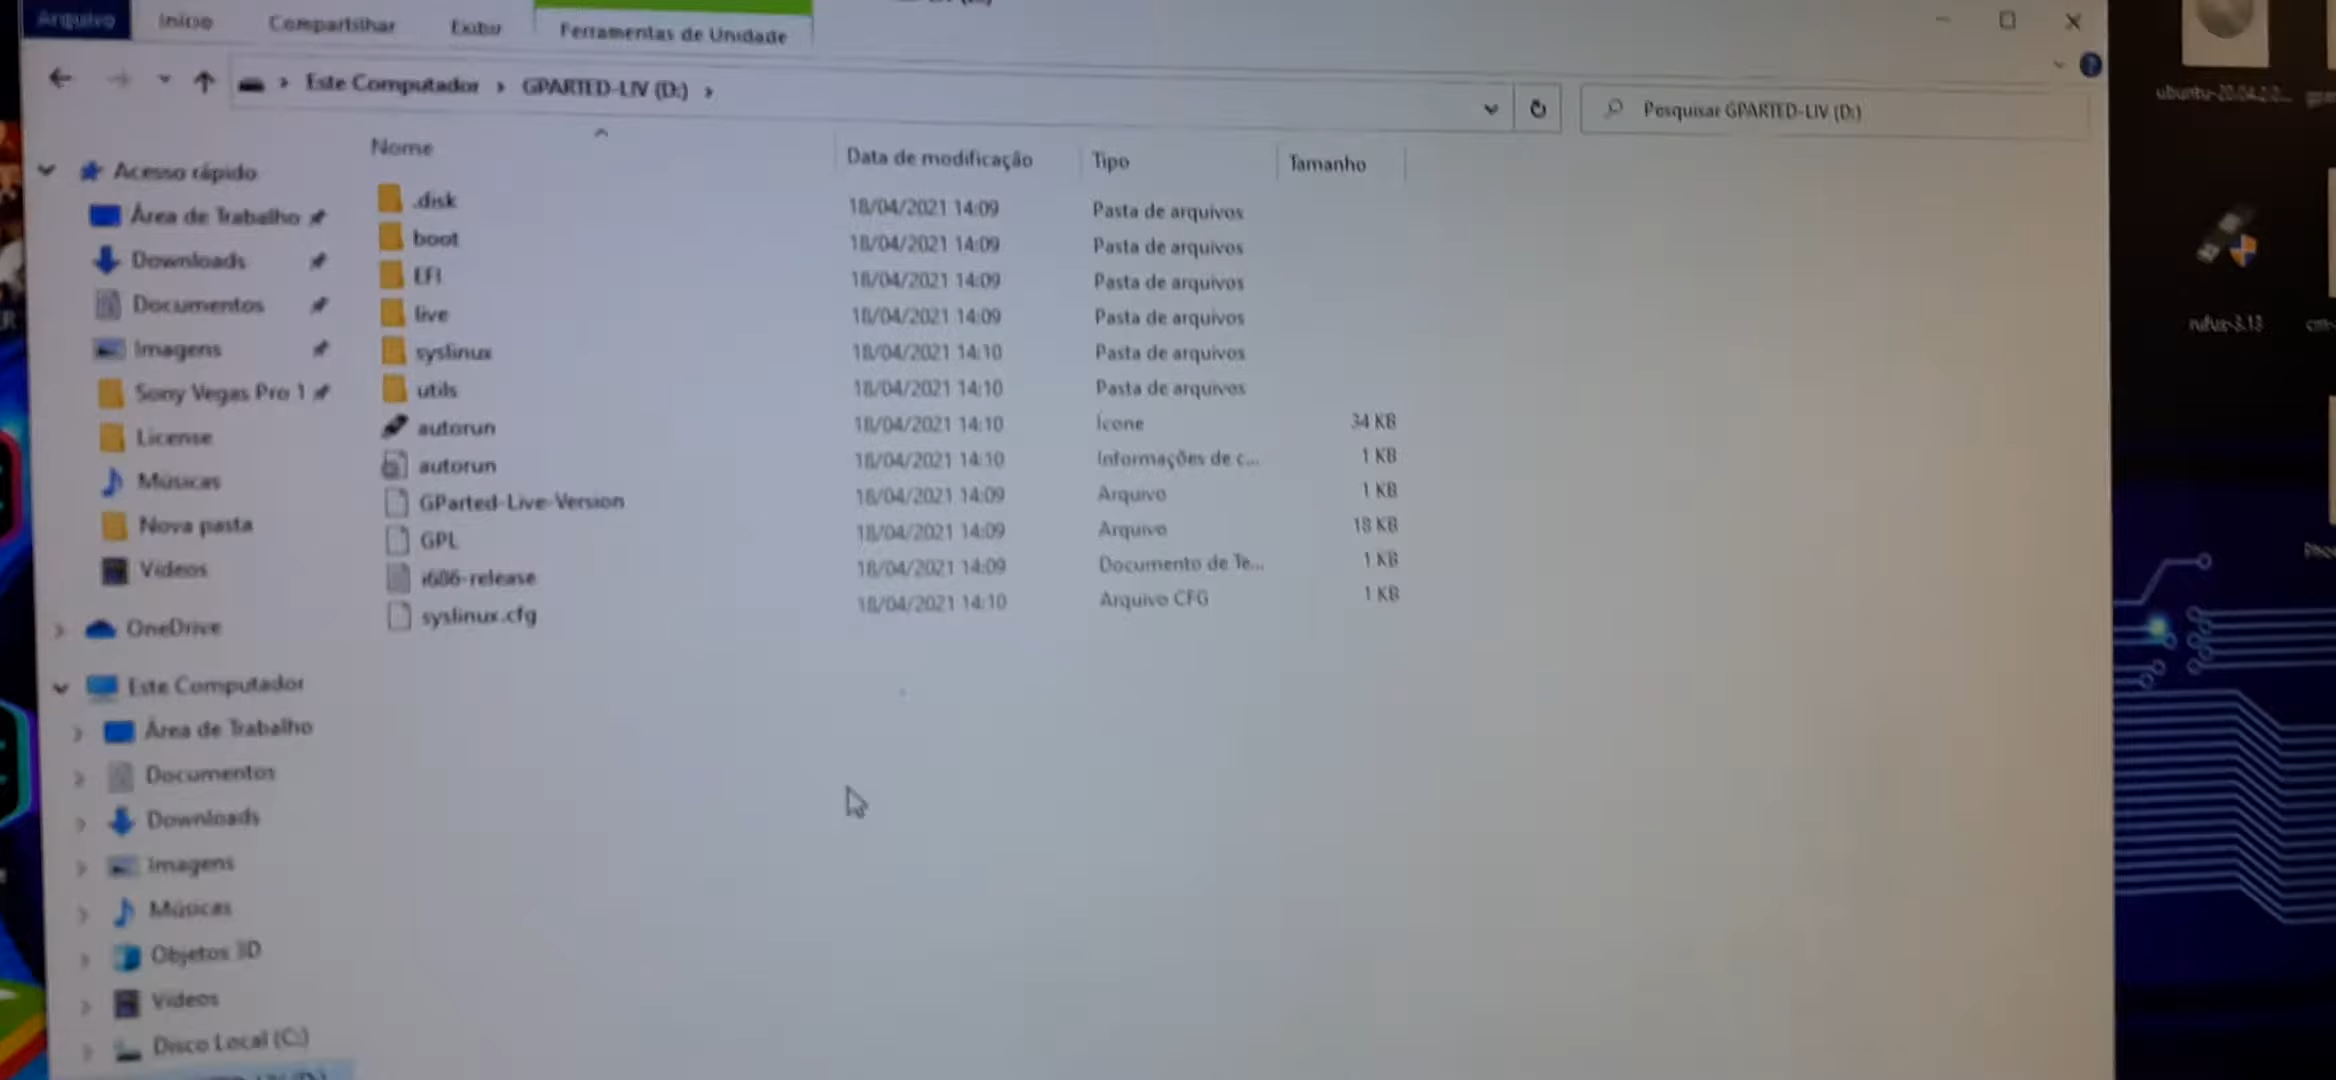 Arquivo Início Compartilhar Exibir Ferramentas de Unidade
Este Computador > GPARTED-LIV (D:) >
Pesquisar GPARTED-LIV (D:)
Nome Data de modificação Tipo Tamanho
.disk 18/04/2021 14:09 Pasta de arquivos
boot 18/04/2021 14:09 Pasta de arquivos
EFI 18/04/2021 14:09 Pasta de arquivos
live 18/04/2021 14:09 Pasta de arquivos
syslinux 18/04/2021 14:10 Pasta de arquivos
utils 18/04/2021 14:10 Pasta de arquivos
autorun 18/04/2021 14:10 Ícone 34 KB
autorun 18/04/2021 14:10 Informações de c... 1 KB
GParted-Live-Version 18/04/2021 14:09 Arquivo 1 KB
GPL 18/04/2021 14:09 Arquivo 18 KB
i686-release 18/04/2021 14:09 Documento de Te... 1 KB
syslinux.cfg 18/04/2021 14:10 Arquivo CFG 1 KB
Acesso rápido
Área de Trabalho
Downloads
Documentos
Imagens
Sony Vegas Pro 1
License
Músicas
Nova pasta
Vídeos
OneDrive
Este Computador
Área de Trabalho
Documentos
Downloads
Imagens
Músicas
Objetos 3D
Vídeos
Disco Local (C:)
rufus-3.13